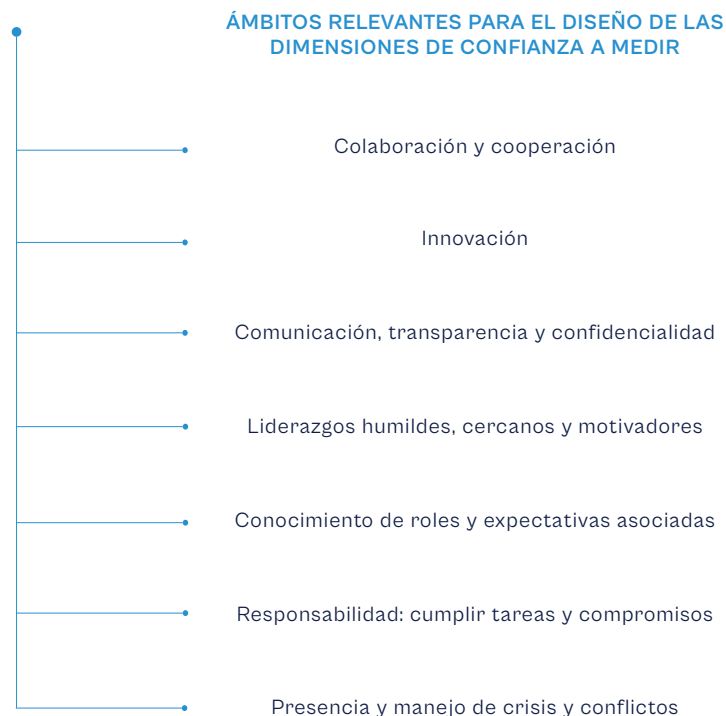 ÁMBITOS RELEVANTES PARA EL DISEÑO DE LAS
DIMENSIONES DE CONFIANZA A MEDIR
Colaboración y cooperación
Innovación
Comunicación, transparencia y confidencialidad
Liderazgos humildes, cercanos y motivadores
Conocimiento de roles y expectativas asociadas
Responsabilidad: cumplir tareas y compromisos
Presencia y manejo de crisis y conflictos